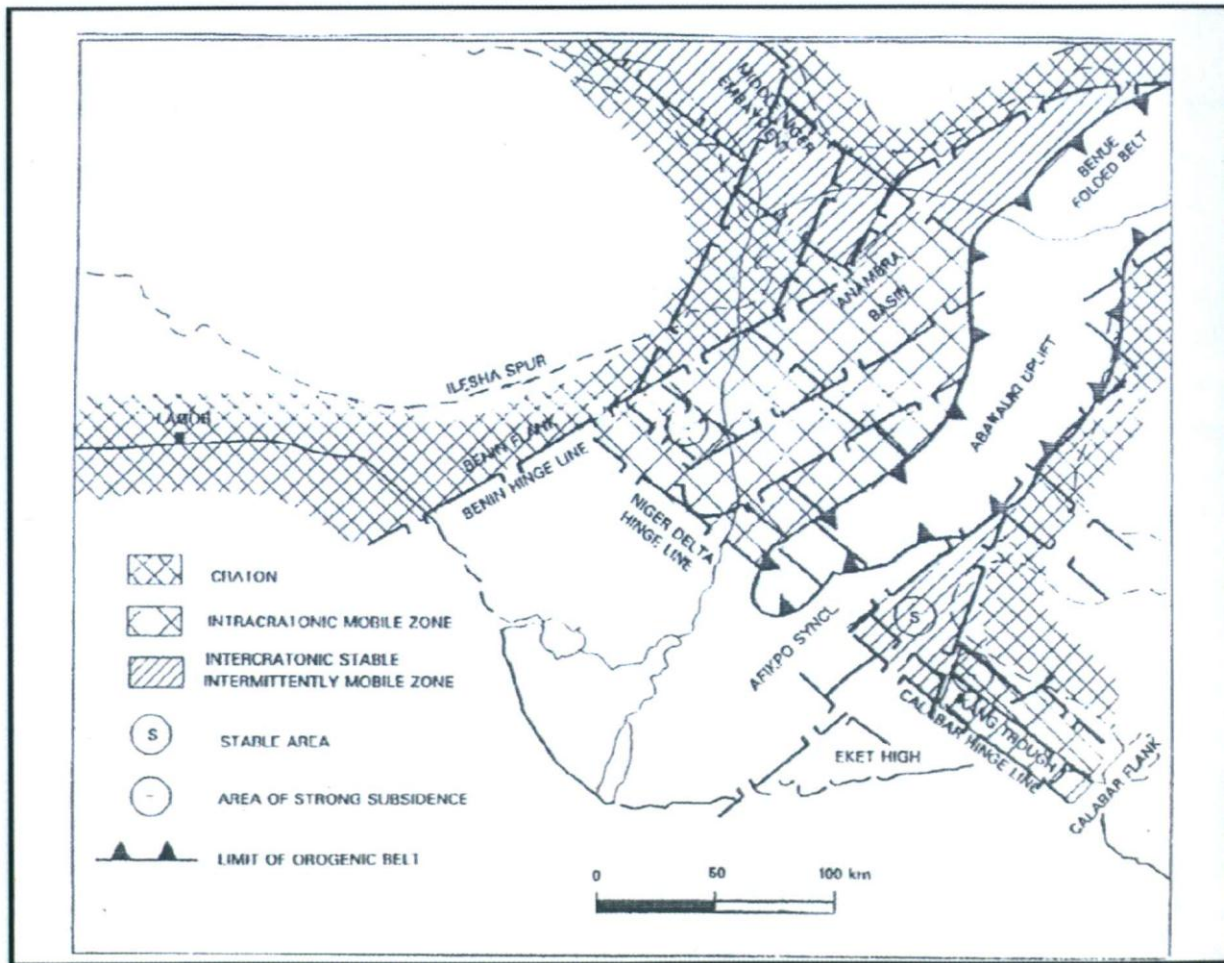 MIDDLE NIGER
EMBAYMENT
BENUE
FOLDED BELT
ANAMBRA
BASIN
ILESHA SPUR
LAGOS
ABAKALIKI UPLIFT
BENIN FLANK
BENIN HINGE LINE
NIGER DELTA
HINGE LINE
CRATON
INTRACRATONIC MOBILE ZONE
INTERCRATONIC STABLE
INTERMITTENTLY MOBILE ZONE
S
STABLE AREA
-
AREA OF STRONG SUBSIDENCE
LIMIT OF OROGENIC BELT
AFIKPO SYNCL
S
IKANG TROUGH
CALABAR HINGE LINE
CALABAR FLANK
EKET HIGH
0 50 100 km